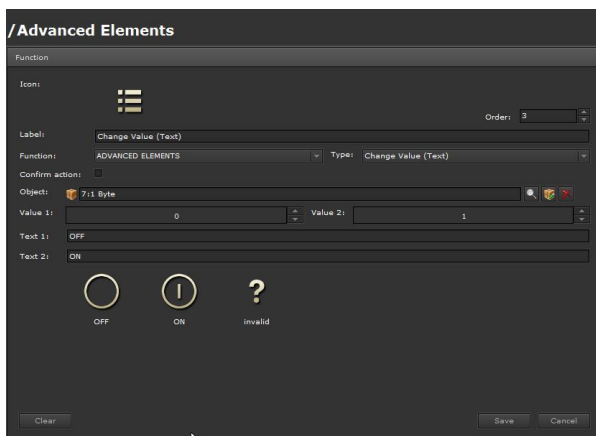 /Advanced Elements
Function
Icon:
Order: 3
Label: Change Value (Text)
Function: ADVANCED ELEMENTS Type: Change Value (Text)
Confirm action:
Object: 7:1 Byte
Value 1: 0 Value 2: 1
Text 1: OFF
Text 2: ON
OFF ON invalid
Clear Save Cancel